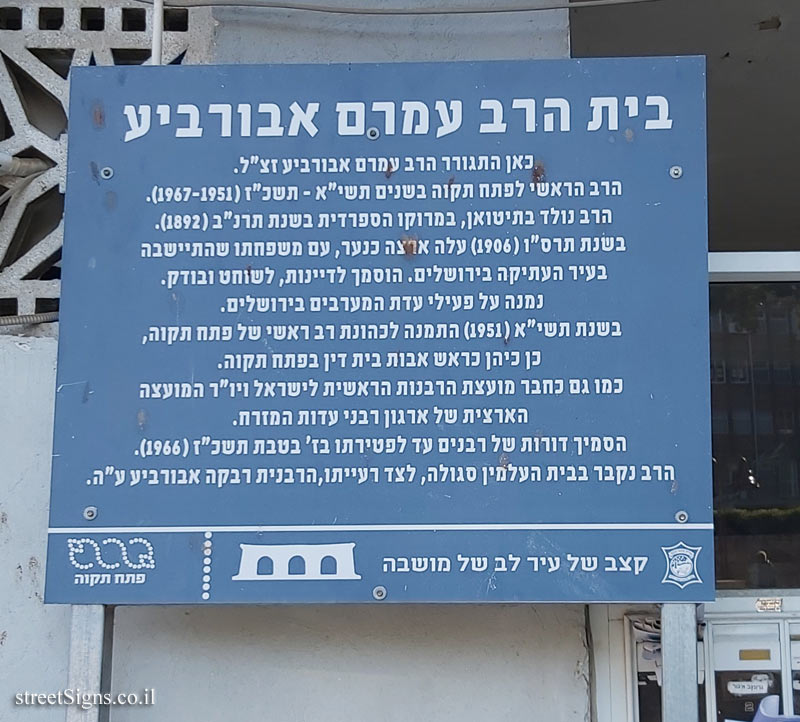 בית הרב עמרם אבורביע
כאן התגורר הרב עמרם אבורביע זצ"ל.
הרב הראשי לפתח תקוה בשנים תשי"א - תשכ"ז (1967-1951).
הרב נולד בתיטואן, במרוקו הספרדית בשנת תרנ"ב (1892).
בשנת תרס"ו (1906) עלה ארצה כנער, עם משפחתו שהתיישבה
בעיר העתיקה בירושלים. הוסמך לדיינות, לשוחט ובודק.
נמנה על פעילי עדת המערבים בירושלים.
בשנת תשי"א (1951) התמנה לכהונת רב ראשי של פתח תקוה,
כן כיהן כראש אבות בית דין בפתח תקוה.
כמו גם כחבר מועצת הרבנות הראשית לישראל ויו"ר המועצה
הארצית של ארגון רבני עדות המזרח.
הסמיך דורות של רבנים עד לפטירתו בז' בטבת תשכ"ז (1966).
הרב נקבר בבית העלמין סגולה, לצד רעייתו,הרבנית רבקה אבורביע ע"ה.
קצב של עיר לב של מושבה
פתח תקוה
streetSigns.co.il